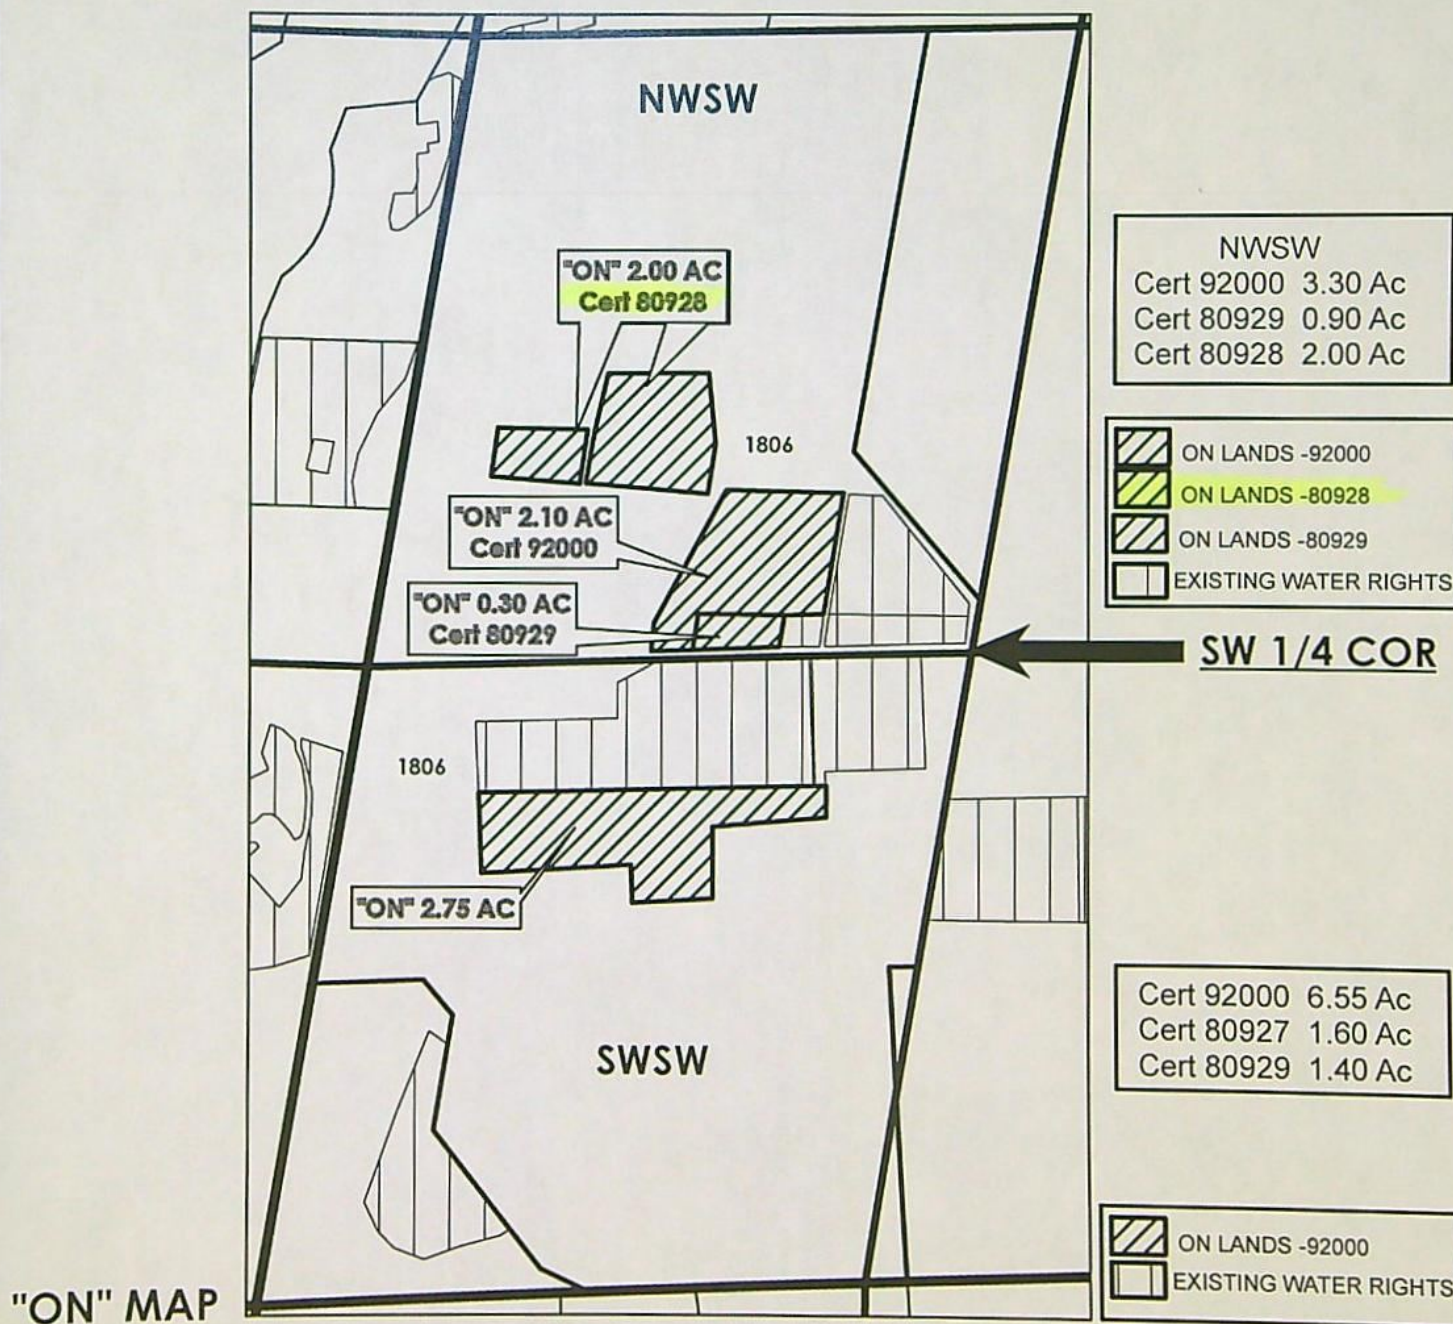 NWSW
"ON" 2.00 AC
Cert 80928
1806
"ON" 2.10 AC
Cert 92000
"ON" 0.30 AC
Cert 80929
NWSW
Cert 92000 3.30 Ac
Cert 80929 0.90 Ac
Cert 80928 2.00 Ac
ON LANDS -92000
ON LANDS -80928
ON LANDS -80929
EXISTING WATER RIGHTS
SW 1/4 COR
1806
"ON" 2.75 AC
SWSW
Cert 92000 6.55 Ac
Cert 80927 1.60 Ac
Cert 80929 1.40 Ac
ON LANDS -92000
EXISTING WATER RIGHTS
"ON" MAP